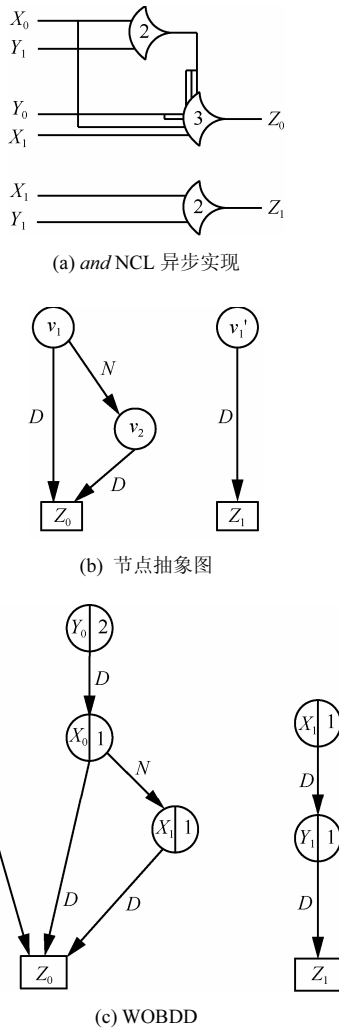 X₀
2
Y₁
Y₀
3
Z₀
X₁
X₁
2
Z₁
Y₁
(a) and NCL 异步实现
v₁
v₁'
N
D
D
v₂
D
Z₀
Z₁
(b) 节点抽象图
Y₀ 2
D
X₀ 1
X₁ 1
N
D
X₁ 1
Y₁ 1
D
D
D
Z₀
Z₁
(c) WOBDD